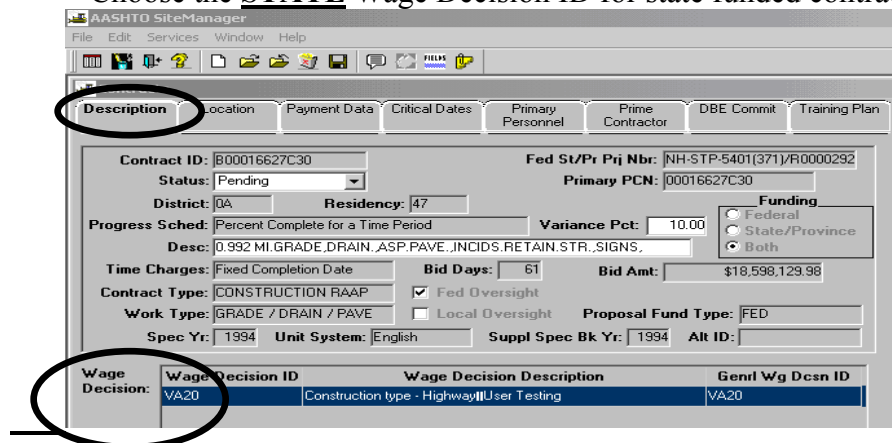 Choose the STATE Wage Decision ID for state funded contra
AASHTO SiteManager
File Edit Services Window Help
FIELDS
Description Location Payment Data Critical Dates Primary Personnel Prime Contractor DBE Commit Training Plan
Contract ID: B00016627C30 Fed St/Pr Prj Nbr: NH-STP-5401(371)/R0000292
Status: Pending Primary PCN: 00016627C30
District: 0A Residency: 47 Funding
Federal
Progress Sched: Percent Complete for a Time Period Variance Pct: 10.00 State/Province
Desc: 0.992 MI.GRADE,DRAIN.,ASP.PAVE.,INCIDS.RETAIN.STR.,SIGNS, Both
Time Charges: Fixed Completion Date Bid Days: 61 Bid Amt: $18,598,129.98
Contract Type: CONSTRUCTION RAAP Fed Oversight
Work Type: GRADE / DRAIN / PAVE Local Oversight Proposal Fund Type: FED
Spec Yr: 1994 Unit System: English Suppl Spec Bk Yr: 1994 Alt ID:
Wage Decision: Wage Decision ID Wage Decision Description Genrl Wg Dcsn ID
VA20 Construction type - Highway||User Testing VA20